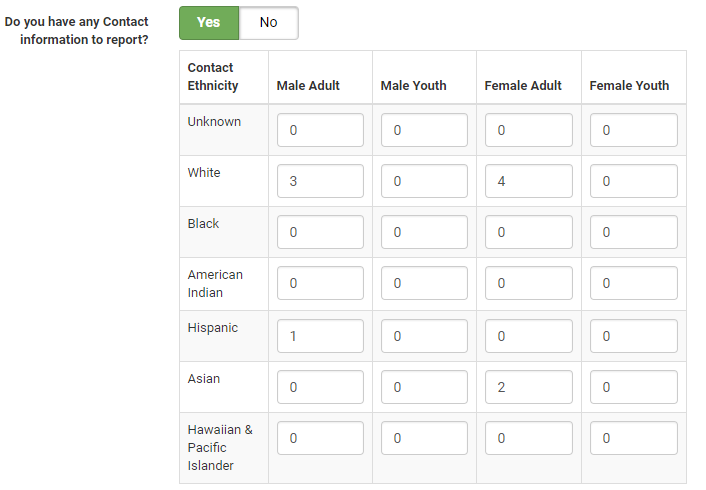 Do you have any Contact Yes No
information to report?
Contact
Ethnicity Male Adult Male Youth Female Adult Female Youth
Unknown 0 0 0 0
White 3 0 4 0
Black 0 0 0 0
American
Indian 0 0 0 0
Hispanic 1 0 0 0
Asian 0 0 2 0
Hawaiian & 0 0 0 0
Pacific
Islander